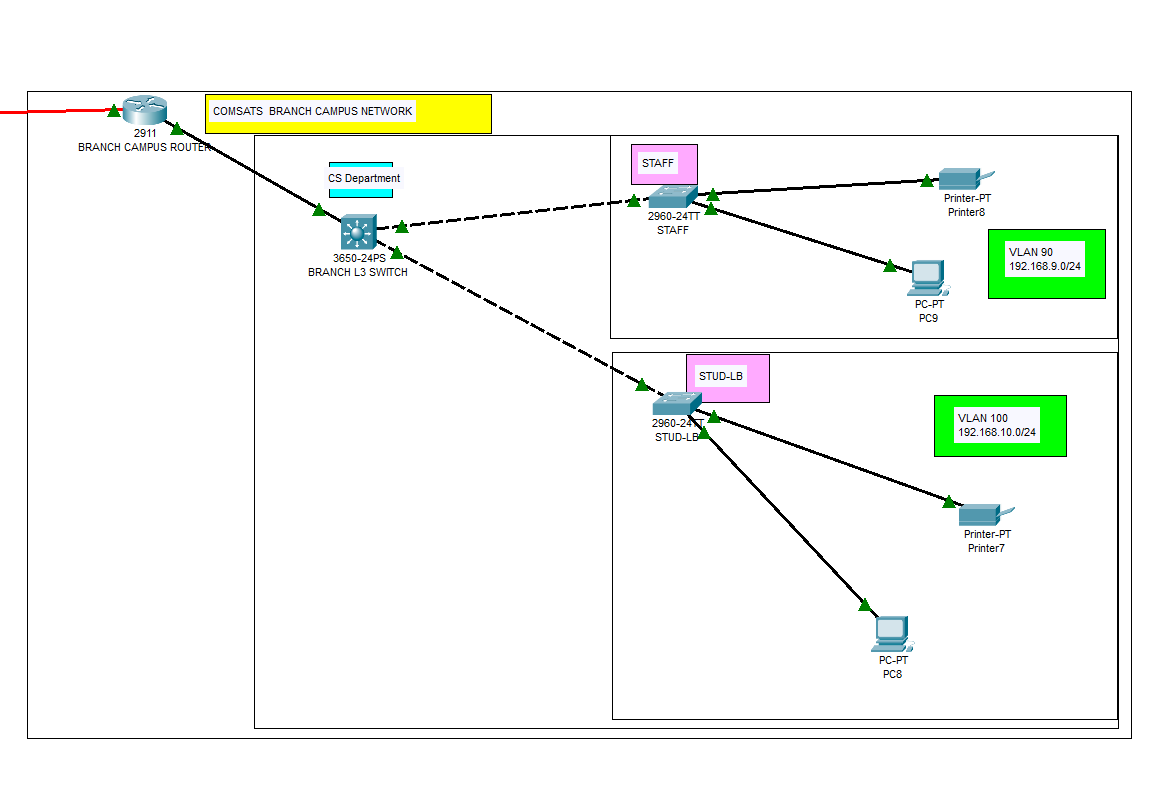 COMSATS  BRANCH CAMPUS NETWORK
2911
BRANCH CAMPUS ROUTER
CS Department
3650-24PS
BRANCH L3 SWITCH
STAFF
2960-24TT
STAFF
Printer-PT
Printer8
VLAN 90
192.168.9.0/24
PC-PT
PC9
STUD-LB
2960-24TT
STUD-LB
VLAN 100
192.168.10.0/24
Printer-PT
Printer7
PC-PT
PC8